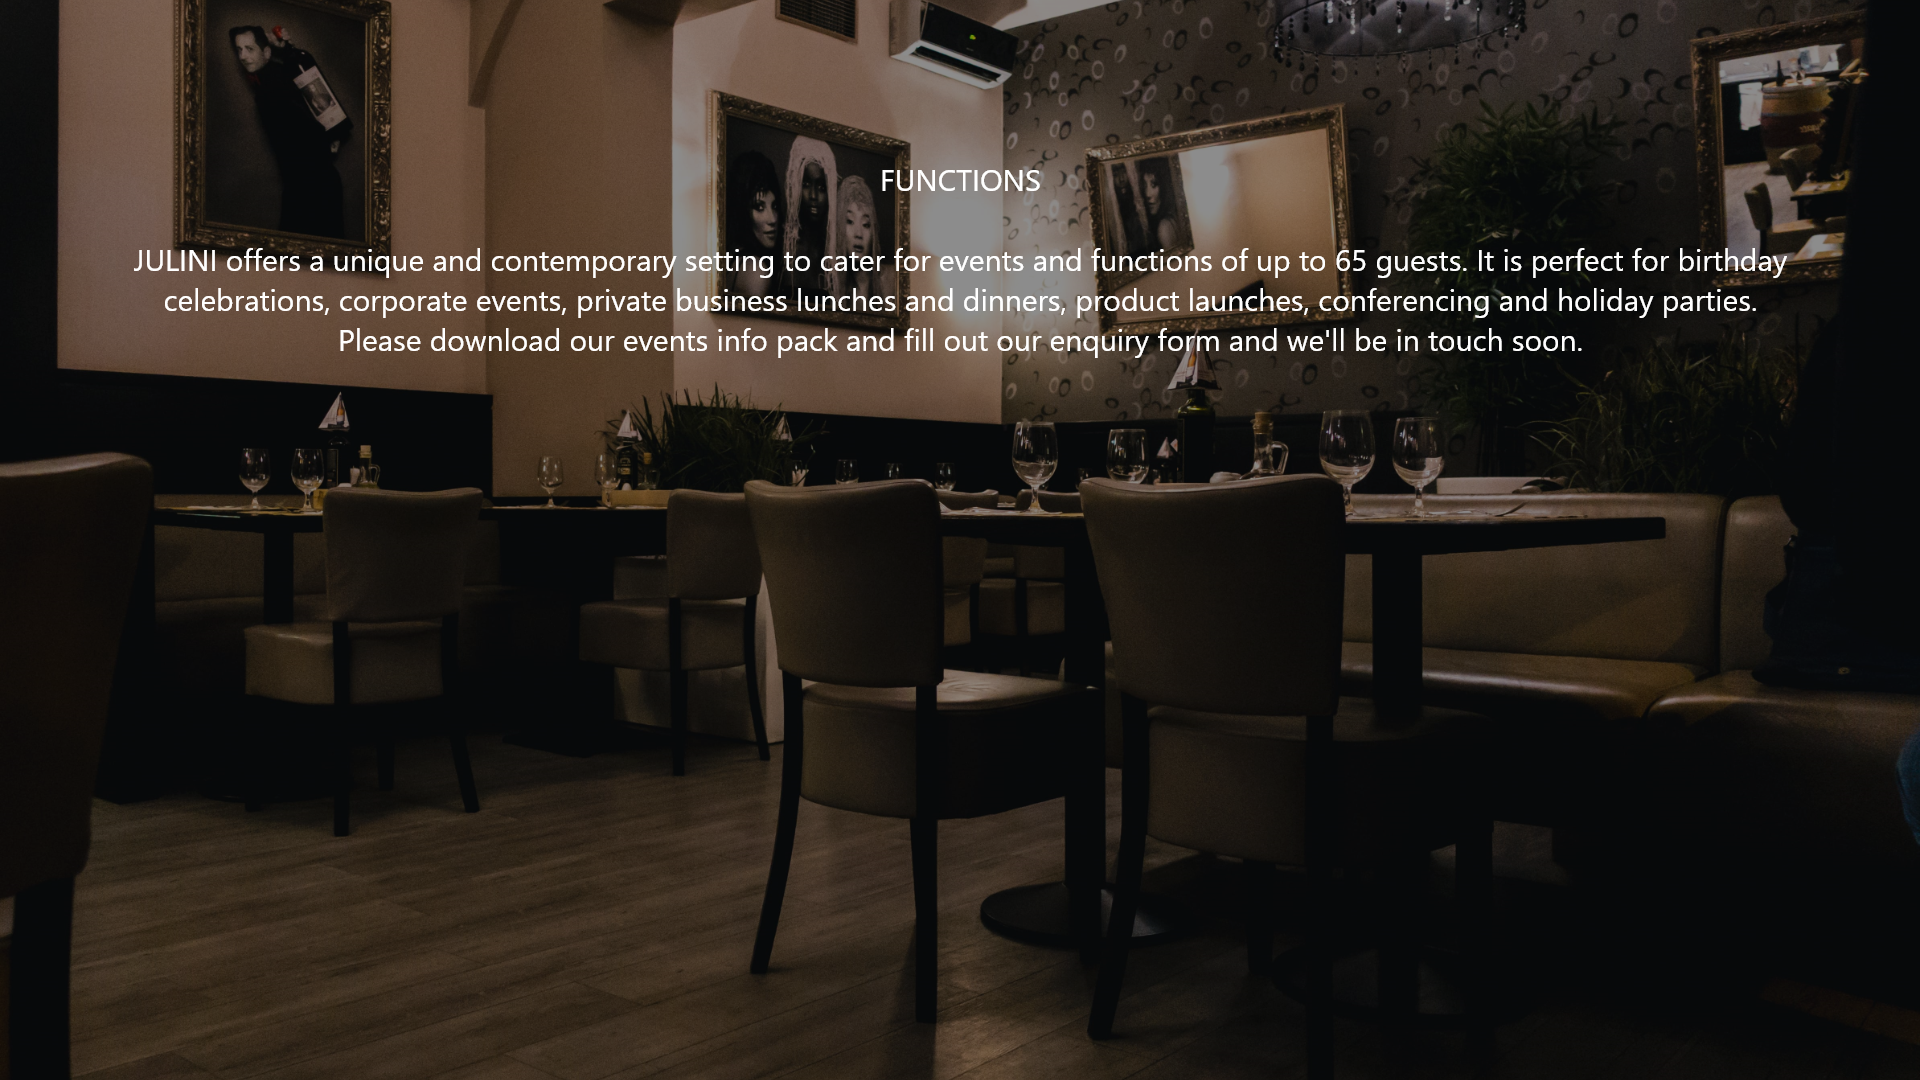 FUNCTIONS
JULINI offers a unique and contemporary setting to cater for events and functions of up to 65 guests. It is perfect for birthday
celebrations, corporate events, private business lunches and dinners, product launches, conferencing and holiday parties.
Please download our events info pack and fill out our enquiry form and we'll be in touch soon.